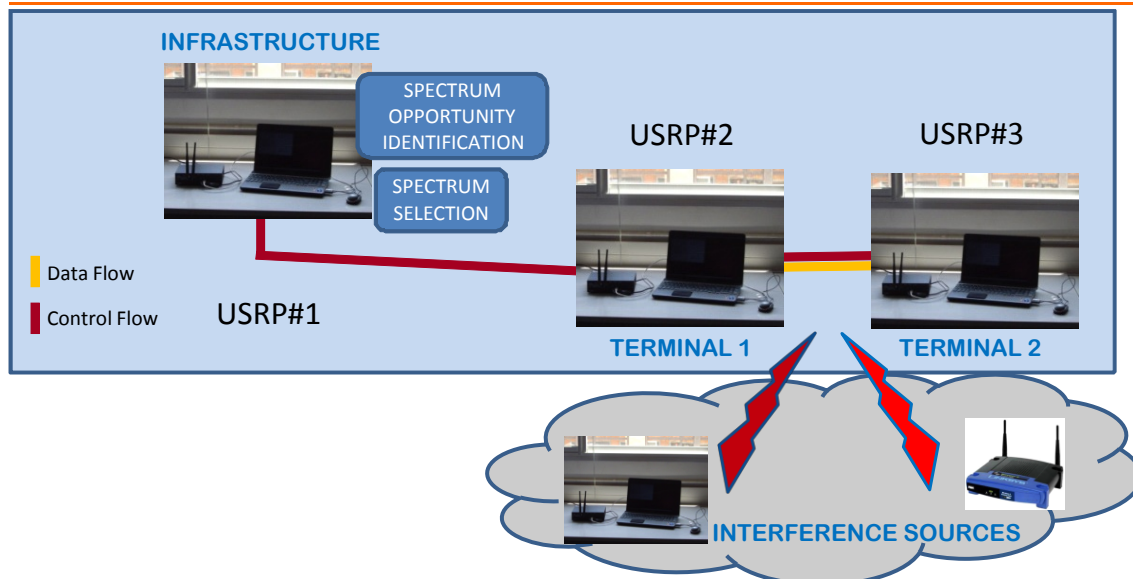 INFRASTRUCTURE
SPECTRUM
OPPORTUNITY
IDENTIFICATION
SPECTRUM
SELECTION
USRP#2
USRP#3
Data Flow
Control Flow
USRP#1
TERMINAL 1
TERMINAL 2
INTERFERENCE SOURCES